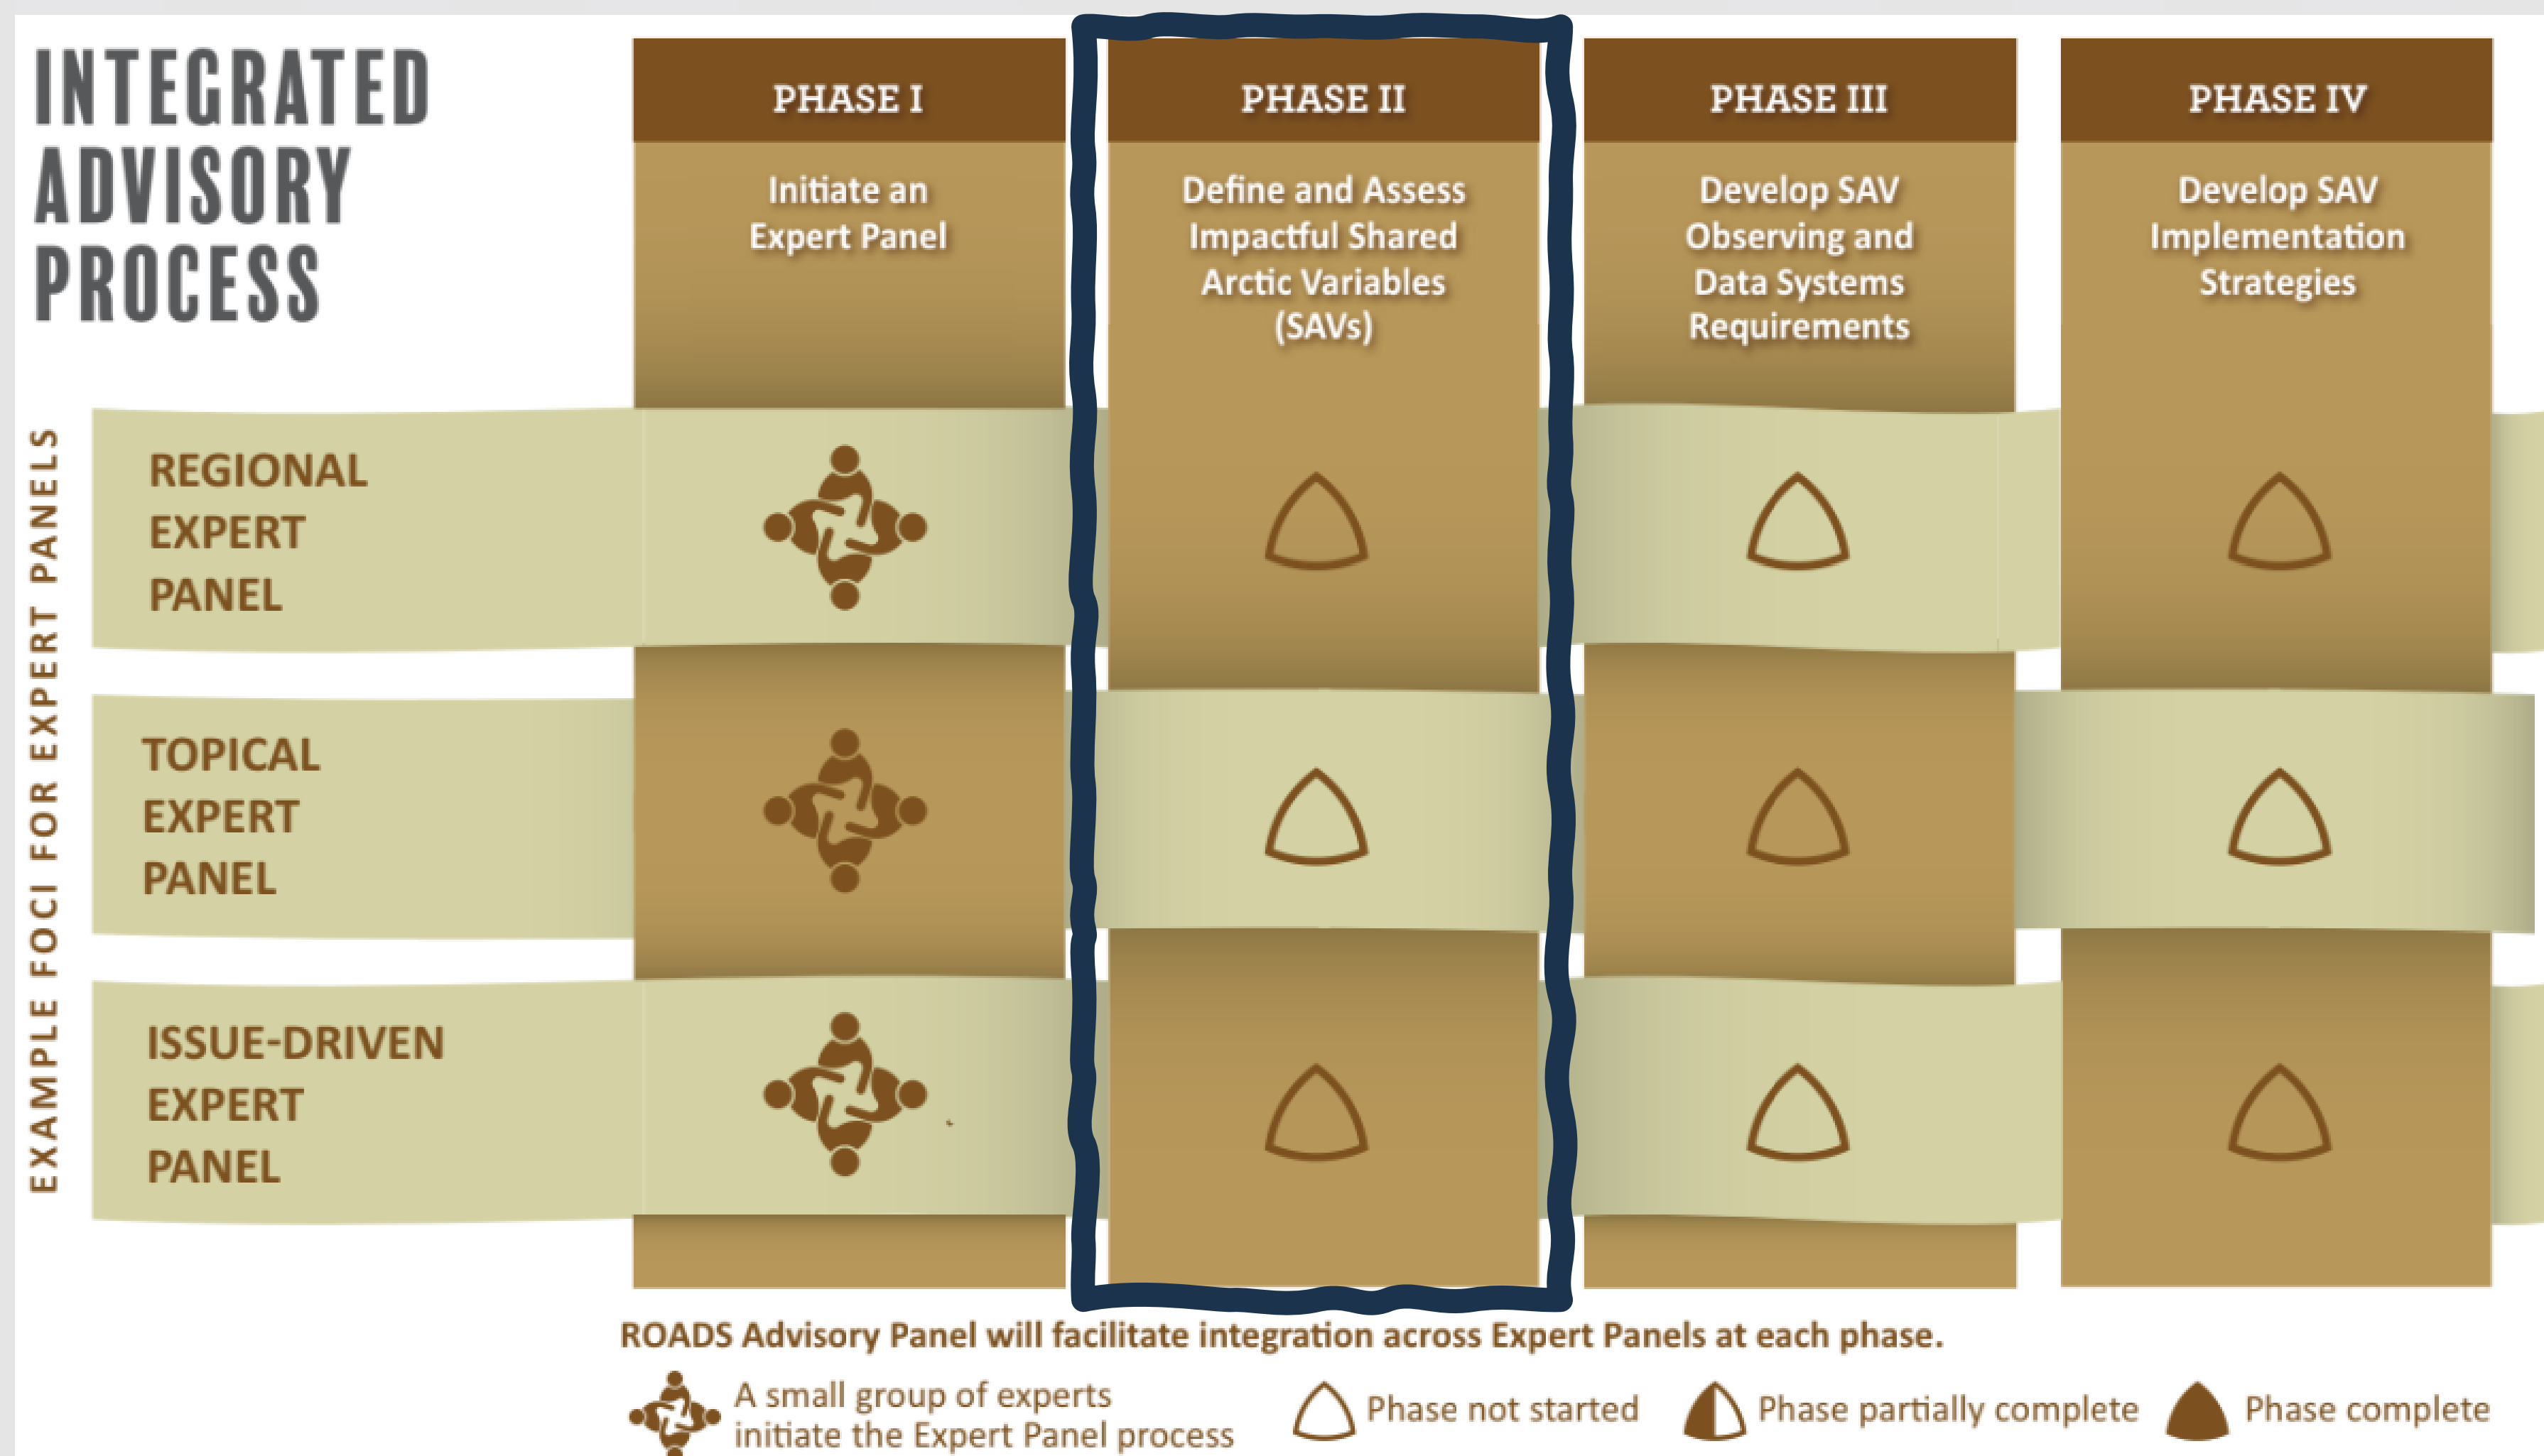 INTEGRATED
ADVISORY
PROCESS
PHASE I
Initiate an
Expert Panel
PHASE II
Define and Assess
Impactful Shared
Arctic Variables
(SAVs)
PHASE III
Develop SAV
Observing and
Data Systems
Requirements
PHASE IV
Develop SAV
Implementation
Strategies
EXAMPLE FOCI FOR EXPERT PANELS
REGIONAL
EXPERT
PANEL
TOPICAL
EXPERT
PANEL
ISSUE-DRIVEN
EXPERT
PANEL
ROADS Advisory Panel will facilitate integration across Expert Panels at each phase.
A small group of experts
initiate the Expert Panel process
Phase not started
Phase partially complete
Phase complete